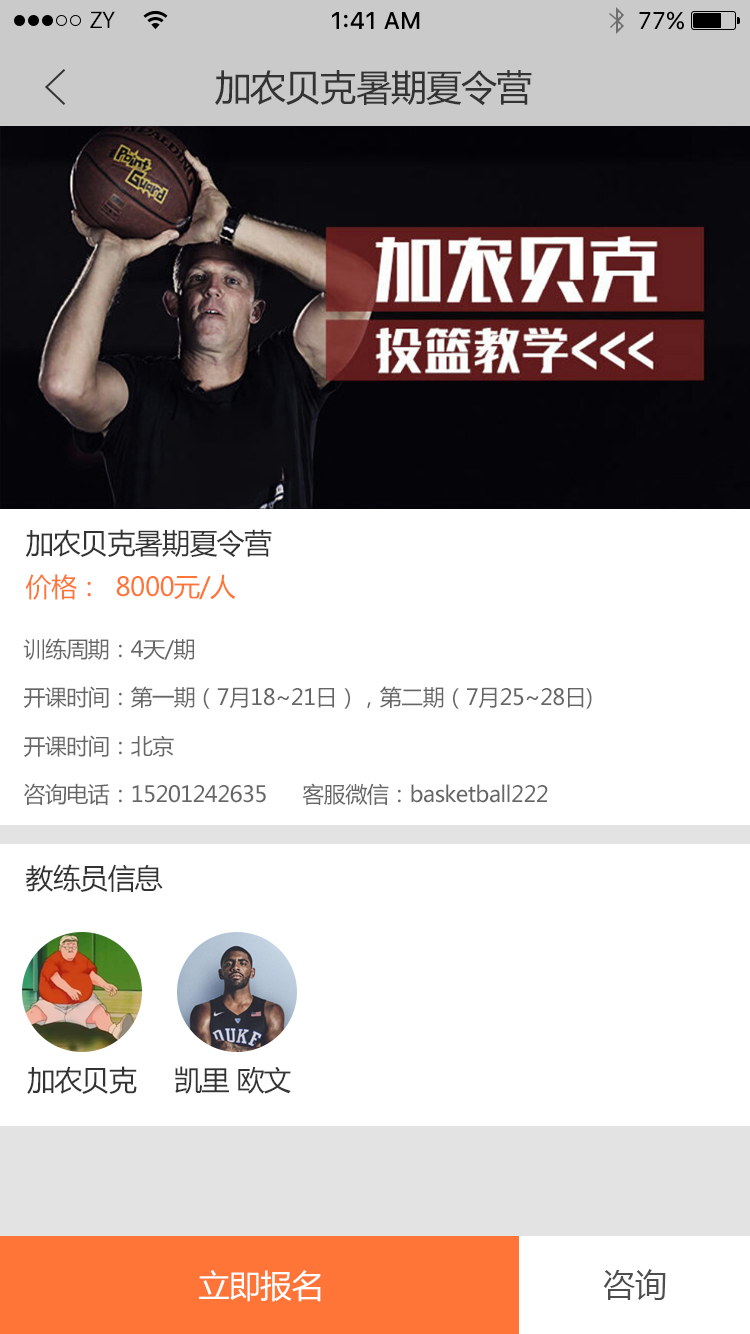 ZY 1:41 AM 77%
加农贝克暑期夏令营
SPALDING
Point
Guard
加农贝克
投篮教学<<<
加农贝克暑期夏令营
价格： 8000元/人
训练周期：4天/期
开课时间：第一期（7月18~21日），第二期（7月25~28日)
开课时间：北京
咨询电话：15201242635 客服微信：basketball222
教练员信息
DUKE
加农贝克 凯里 欧文
立即报名 咨询